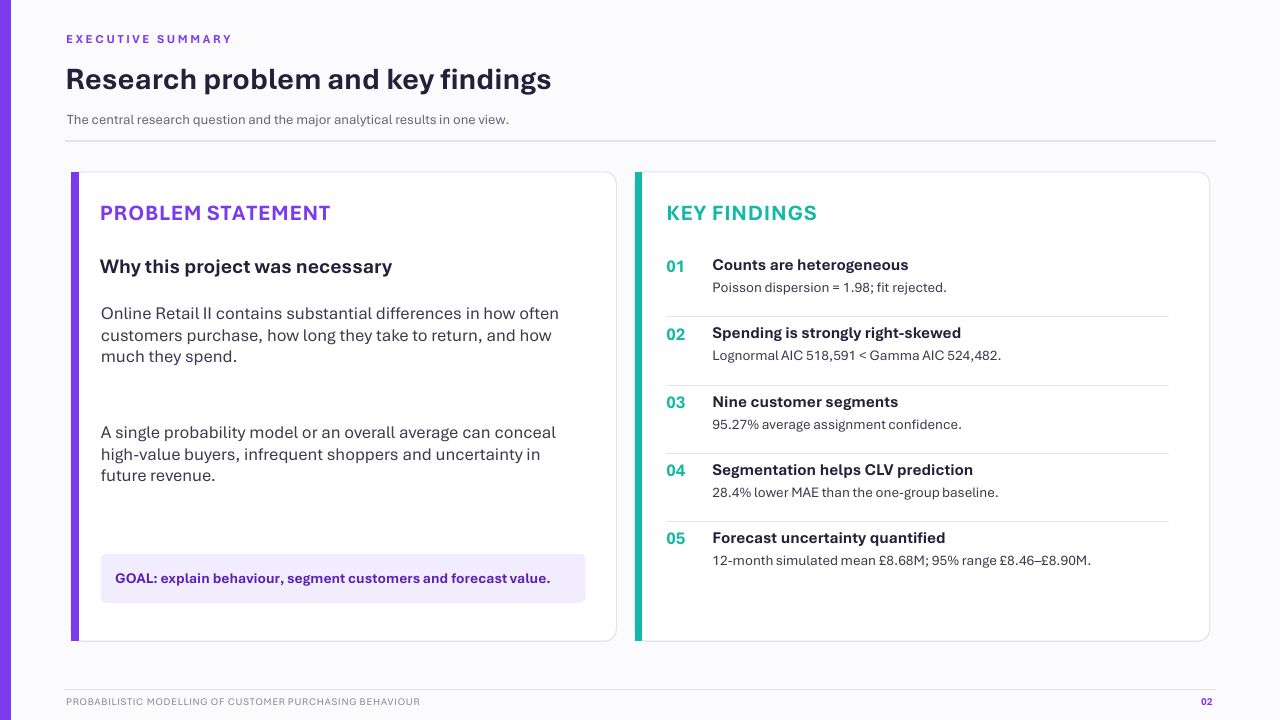 EXECUTIVE SUMMARY
Research problem and key findings
The central research question and the major analytical results in one view.
PROBLEM STATEMENT
Why this project was necessary
Online Retail II contains substantial differences in how often
customers purchase, how long they take to return, and how
much they spend.
A single probability model or an overall average can conceal
high-value buyers, infrequent shoppers and uncertainty in
future revenue.
GOAL: explain behaviour, segment customers and forecast value.
KEY FINDINGS
01 Counts are heterogeneous
Poisson dispersion = 1.98; fit rejected.
02 Spending is strongly right-skewed
Lognormal AIC 518,591 < Gamma AIC 524,482.
03 Nine customer segments
95.27% average assignment confidence.
04 Segmentation helps CLV prediction
28.4% lower MAE than the one-group baseline.
05 Forecast uncertainty quantified
12-month simulated mean £8.68M; 95% range £8.46–£8.90M.
PROBABILISTIC MODELLING OF CUSTOMER PURCHASING BEHAVIOUR
02